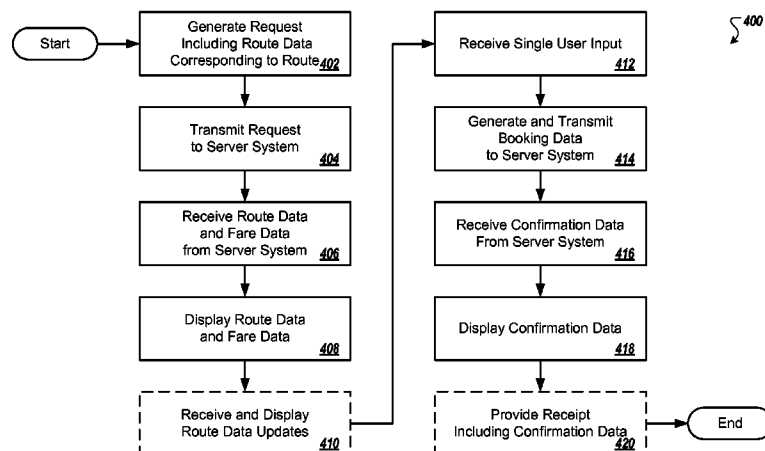 Start
Generate Request
Including Route Data
Corresponding to Route
402
Transmit Request
to Server System
404
Receive Route Data
and Fare Data
from Server System
406
Display Route Data
and Fare Data
408
Receive and Display
Route Data Updates
410
400
Receive Single User Input
412
Generate and Transmit
Booking Data
to Server System
414
Receive Confirmation Data
From Server System
416
Display Confirmation Data
418
Provide Receipt
Including Confirmation Data
420
End